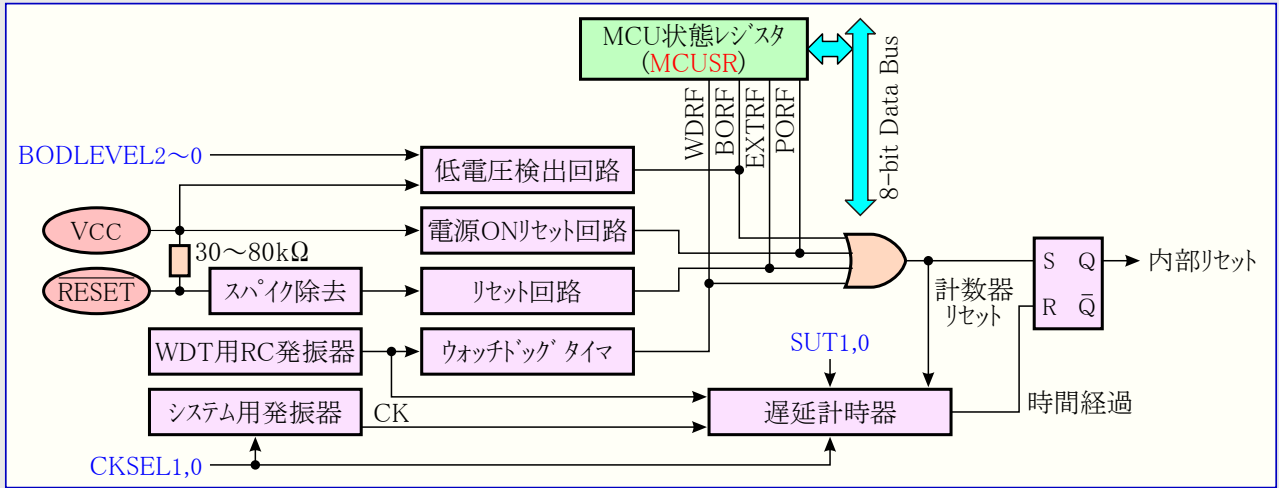 MCU状態レジスタ
(MCUSR)
8-bit Data Bus
WDRF
BORF
EXTRF
PORF
BODLEVEL2～0
低電圧検出回路
VCC
電源ONリセット回路
30～80kΩ
RESET
スパイク除去
リセット回路
S Q
R Q̄
内部リセット
計数器
リセット
WDT用RC発振器
ウォッチドッグ タイマ
SUT1,0
システム用発振器
CK
遅延計時器
時間経過
CKSEL1,0